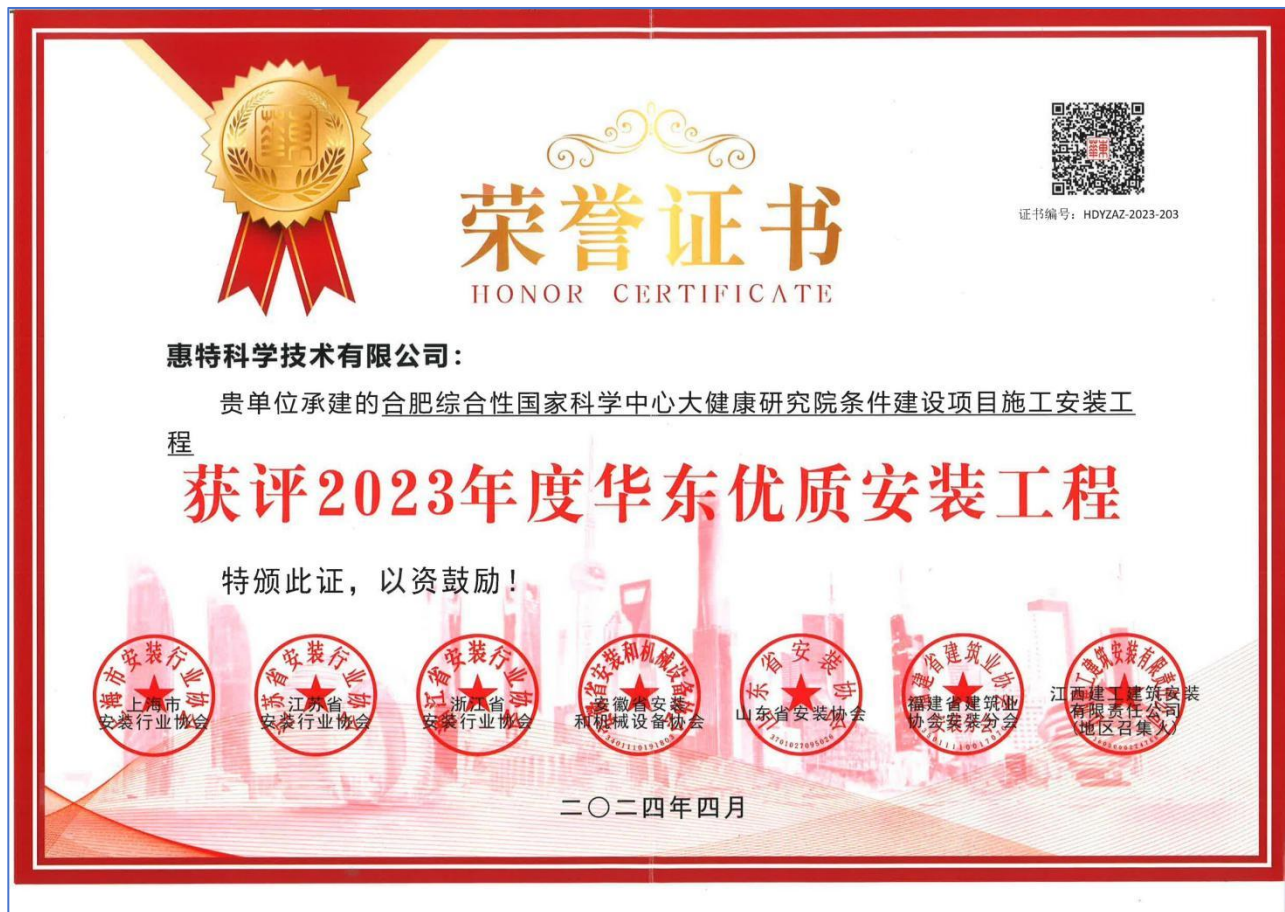 荣誉证书
HONOR CERTIFICATE
证书编号：HDYZAZ-2023-203
惠特科学技术有限公司：
贵单位承建的合肥综合性国家科学中心大健康研究院条件建设项目施工安装工
程
获评2023年度华东优质安装工程
特颁此证，以资鼓励！
上海市
安装行业协会
江苏省
安装行业协会
浙江省
安装行业协会
安徽省安装
和机械设备协会
山东省安装协会
3701027095026
福建省建筑业
协会安装分会
江西建工建筑安装
有限责任公司
(地区召集人)
二〇二四年四月